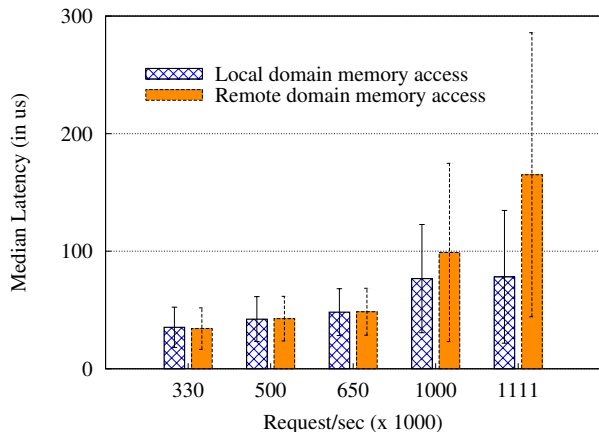 300
200
100
0
Median Latency (in us)
Local domain memory access
Remote domain memory access
330 500 650 1000 1111
Request/sec (x 1000)